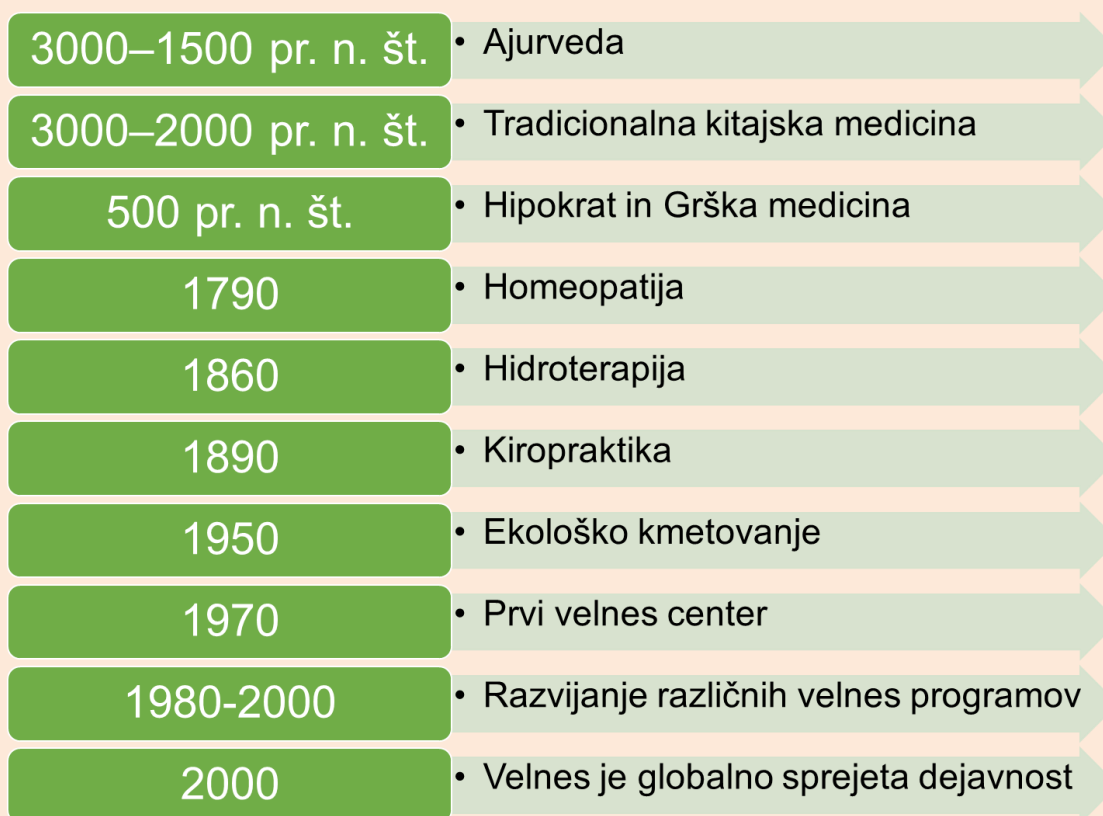 3000–1500 pr. n. št. • Ajurveda
3000–2000 pr. n. št. • Tradicionalna kitajska medicina
500 pr. n. št. • Hipokrat in Grška medicina
1790 • Homeopatija
1860 • Hidroterapija
1890 • Kiropraktika
1950 • Ekološko kmetovanje
1970 • Prvi velnes center
1980-2000 • Razvijanje različnih velnes programov
2000 • Velnes je globalno sprejeta dejavnost